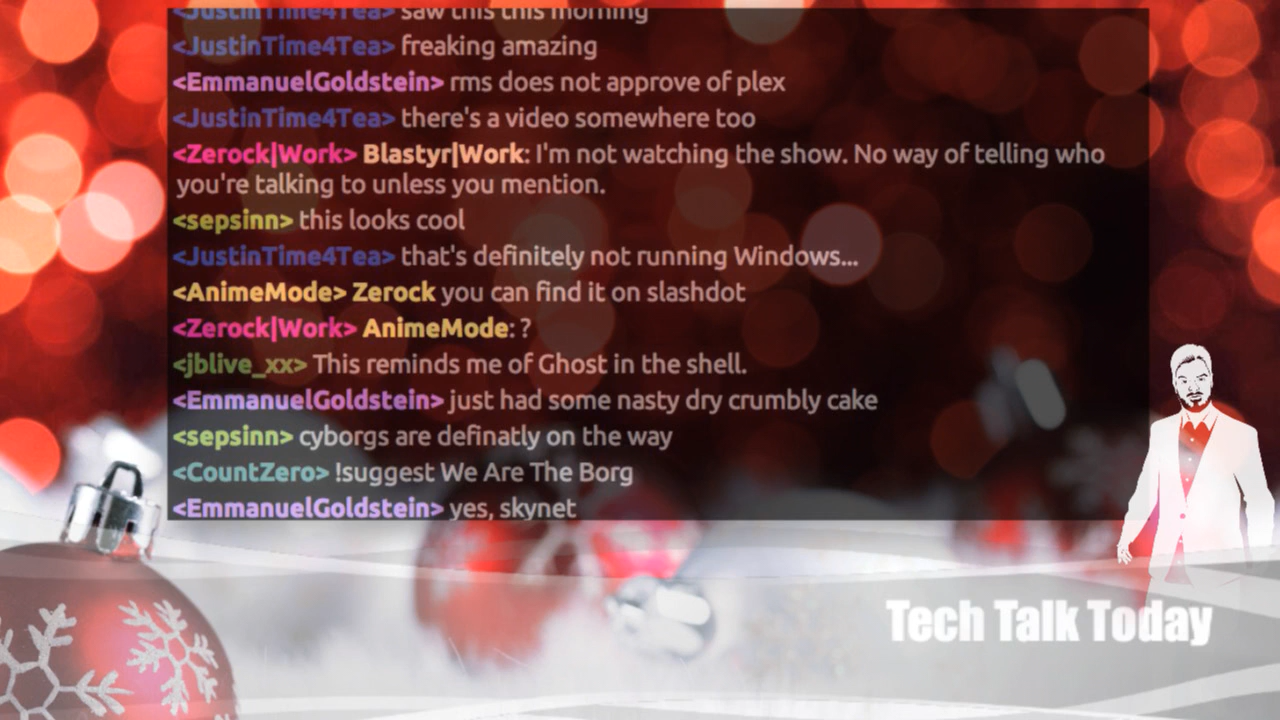 <JustinTime4Tea> saw this this morning
<JustinTime4Tea> freaking amazing
<EmmanuelGoldstein> rms does not approve of plex
<JustinTime4Tea> there's a video somewhere too
<Zerock|Work> Blastyr|Work: I'm not watching the show. No way of telling who
you're talking to unless you mention.
<sepsinn> this looks cool
<JustinTime4Tea> that's definitely not running Windows...
<AnimeMode> Zerock you can find it on slashdot
<Zerock|Work> AnimeMode: ?
<jblive_xx> This reminds me of Ghost in the shell.
<EmmanuelGoldstein> just had some nasty dry crumbly cake
<sepsinn> cyborgs are definatly on the way
<CountZero> !suggest We Are The Borg
<EmmanuelGoldstein> yes, skynet
Tech Talk Today